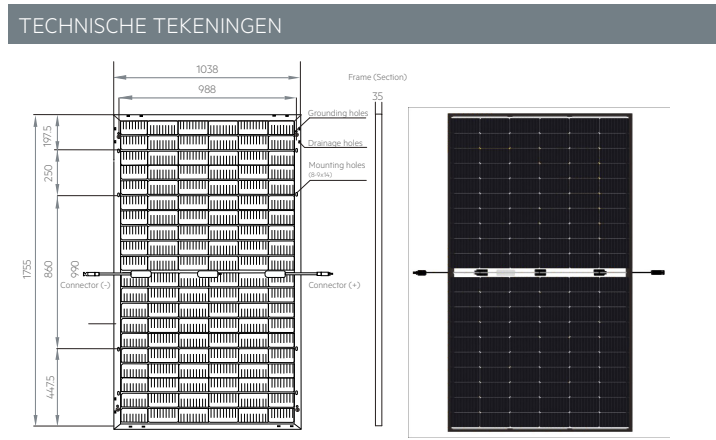 TECHNISCHE TEKENINGEN
1038
988
Frame (Section)
35
Grounding holes
Drainage holes
Mounting holes
(8-9x14)
197.5
250
1755
860
990
Connector (-)
Connector (+)
447.5